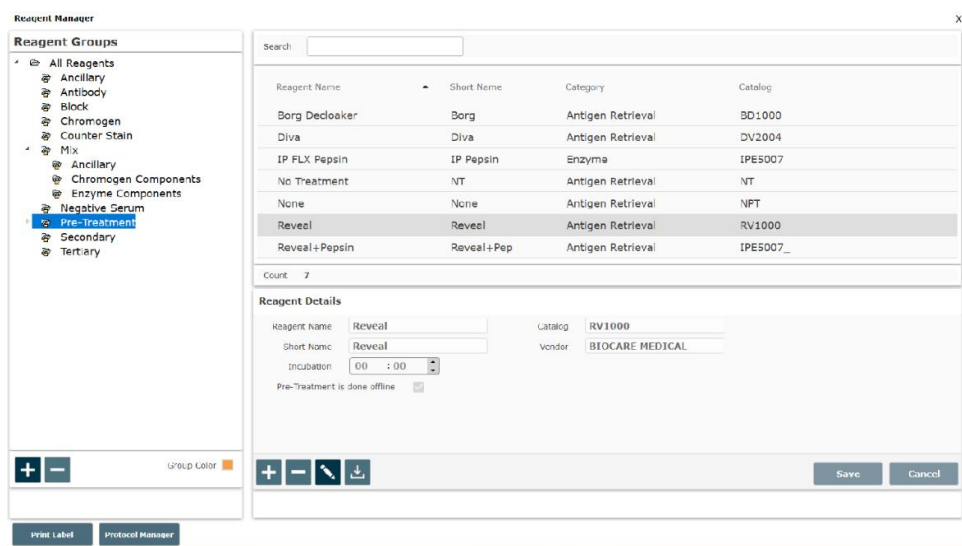 Reagent Manager
X
Reagent Groups
All Reagents
Ancillary
Antibody
Block
Chromogen
Counter Stain
Mix
Ancillary
Chromogen Components
Enzyme Components
Negative Serum
Pre-Treatment
Secondary
Tertiary
Group Color
Search
Reagent Name Short Name Category Catalog
Borg Decloaker Borg Antigen Retrieval BD1000
Diva Diva Antigen Retrieval DV2004
IP FLX Pepsin IP Pepsin Enzyme IPE5007
No Treatment NT Antigen Retrieval NT
None None Antigen Retrieval NPT
Reveal Reveal Antigen Retrieval RV1000
Reveal+Pepsin Reveal+Pep Antigen Retrieval IPE5007_
Count 7
Reagent Details
Reagent Name Reveal Catalog RV1000
Short Name Reveal Vendor BIOCARE MEDICAL
Incubation 00 : 00
Pre-Treatment is done offline
Save Cancel
Print Label Protocol Manager